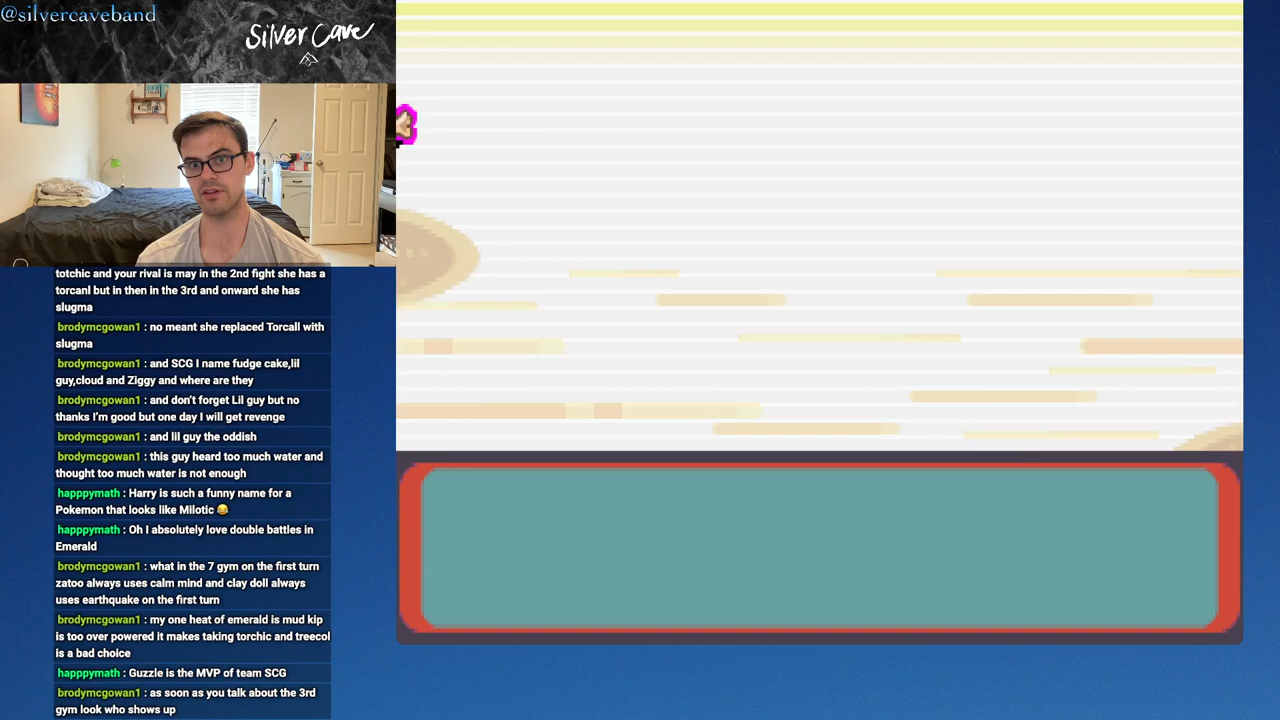 @silvercaveband
Silver Cave
totchic and your rival is may in the 2nd fight she has a
torcanl but in then in the 3rd and onward she has
slugma
brodymcgowan1 : no meant she replaced Torcall with
slugma
brodymcgowan1 : and SCG I name fudge cake,lil
guy,cloud and Ziggy and where are they
brodymcgowan1 : and don't forget Lil guy but no
thanks I'm good but one day I will get revenge
brodymcgowan1 : and lil guy the oddish
brodymcgowan1 : this guy heard too much water and
thought too much water is not enough
happpymath : Harry is such a funny name for a
Pokemon that looks like Milotic 😂
happpymath : Oh I absolutely love double battles in
Emerald
brodymcgowan1 : what in the 7 gym on the first turn
zatoo always uses calm mind and clay doll always
uses earthquake on the first turn
brodymcgowan1 : my one heat of emerald is mud kip
is too over powered it makes taking torchic and treecol
is a bad choice
happpymath : Guzzle is the MVP of team SCG
brodymcgowan1 : as soon as you talk about the 3rd
gym look who shows up